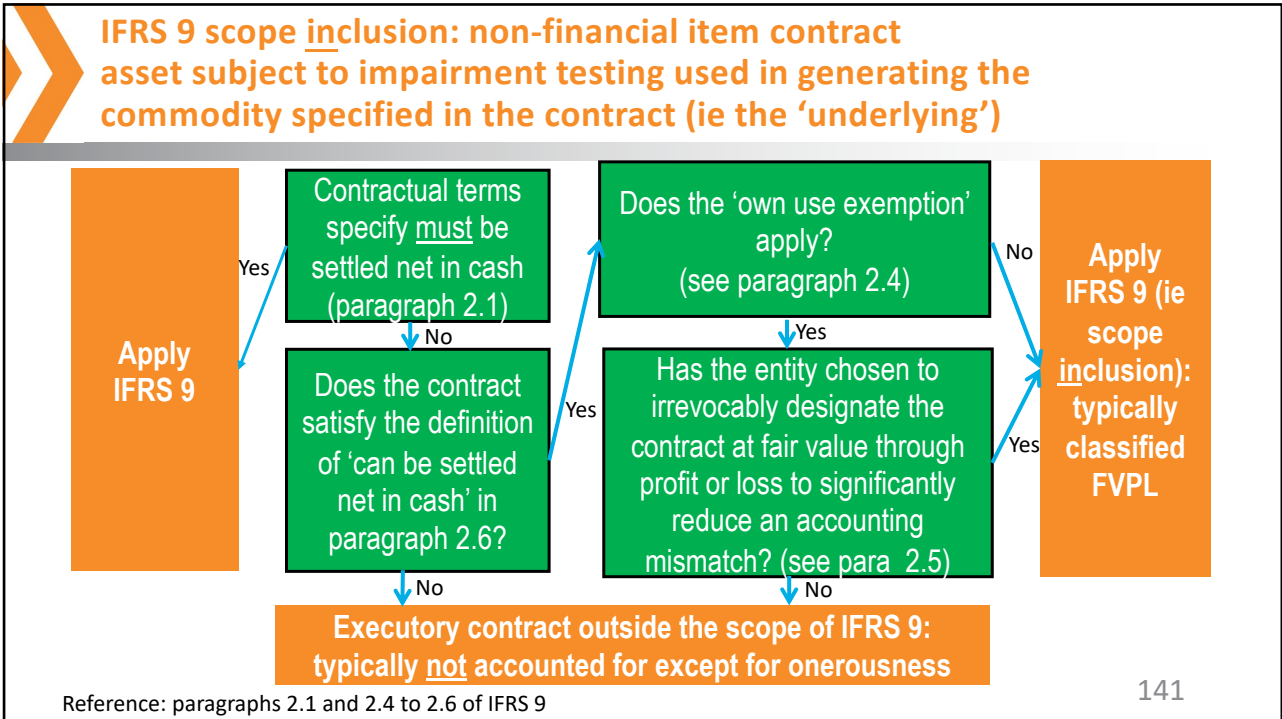 IFRS 9 scope inclusion: non-financial item contract
asset subject to impairment testing used in generating the
commodity specified in the contract (ie the ‘underlying’)
Apply
IFRS 9
Yes
Contractual terms
specify must be
settled net in cash
(paragraph 2.1)
No
Does the contract
satisfy the definition
of ‘can be settled
net in cash’ in
paragraph 2.6?
Yes
No
Does the ‘own use exemption’
apply?
(see paragraph 2.4)
No
Yes
Has the entity chosen to
irrevocably designate the
contract at fair value through
profit or loss to significantly
reduce an accounting
mismatch? (see para 2.5)
Yes
No
Apply
IFRS 9 (ie
scope
inclusion):
typically
classified
FVPL
Executory contract outside the scope of IFRS 9:
typically not accounted for except for onerousness
Reference: paragraphs 2.1 and 2.4 to 2.6 of IFRS 9
141